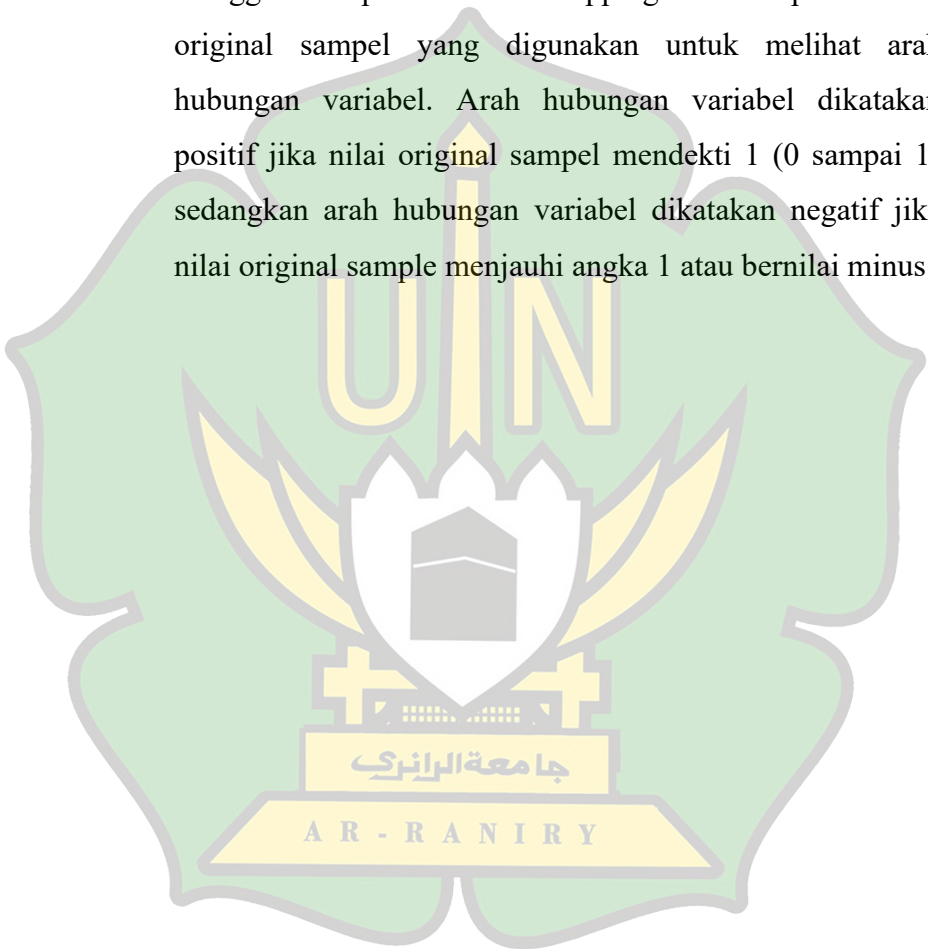 original sampel yang digunakan untuk melihat arah
hubungan variabel. Arah hubungan variabel dikatakan
positif jika nilai original sampel mendekti 1 (0 sampai 1
sedangkan arah hubungan variabel dikatakan negatif jik
nilai original sample menjauhi angka 1 atau bernilai minus
UIN
جامعةالرانري
AR-RANIRY